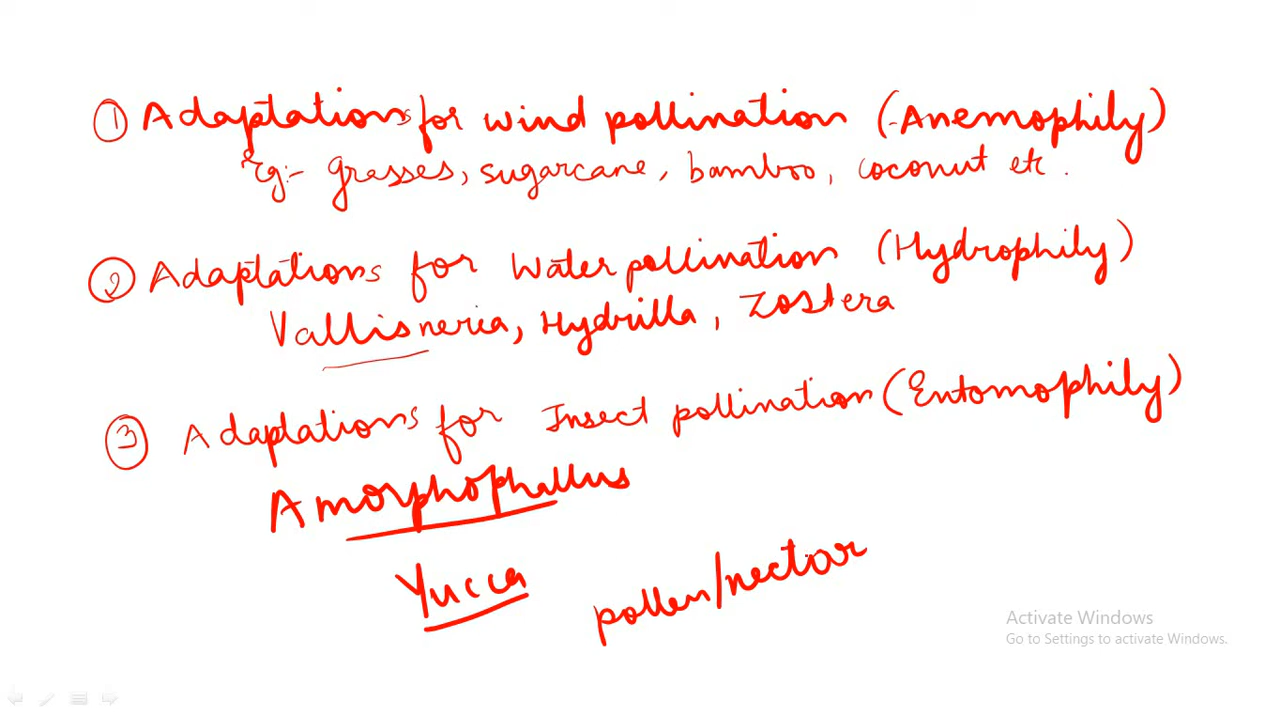 ① Adaptations for wind pollination (Anemophily)
Eg:- grasses, sugarcane, bamboo, coconut etc.
② Adaptations for Water pollination (Hydrophily)
Vallisneria, Hydrilla, Zostera
③ Adaptations for Insect pollination (Entomophily)
Amorphophallus
Yucca
pollen/nectar
Activate Windows
Go to Settings to activate Windows.